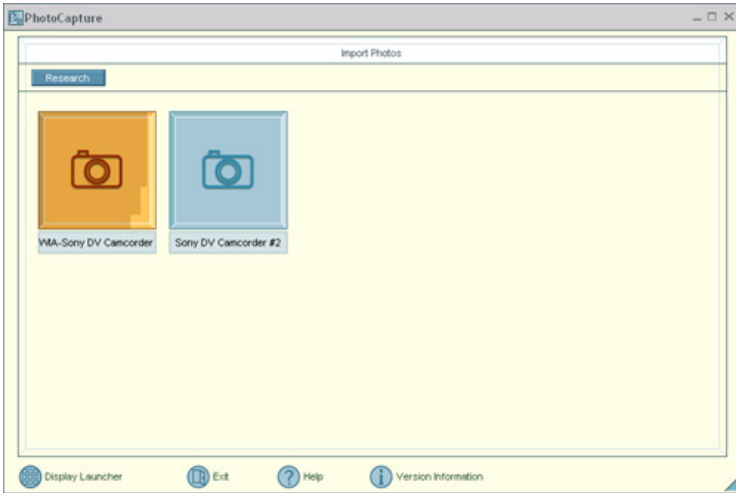 PhotoCapture
Import Photos
Research
WIA-Sony DV Camcorder
Sony DV Camcorder #2
Display Launcher
Exit
Help
Version Information